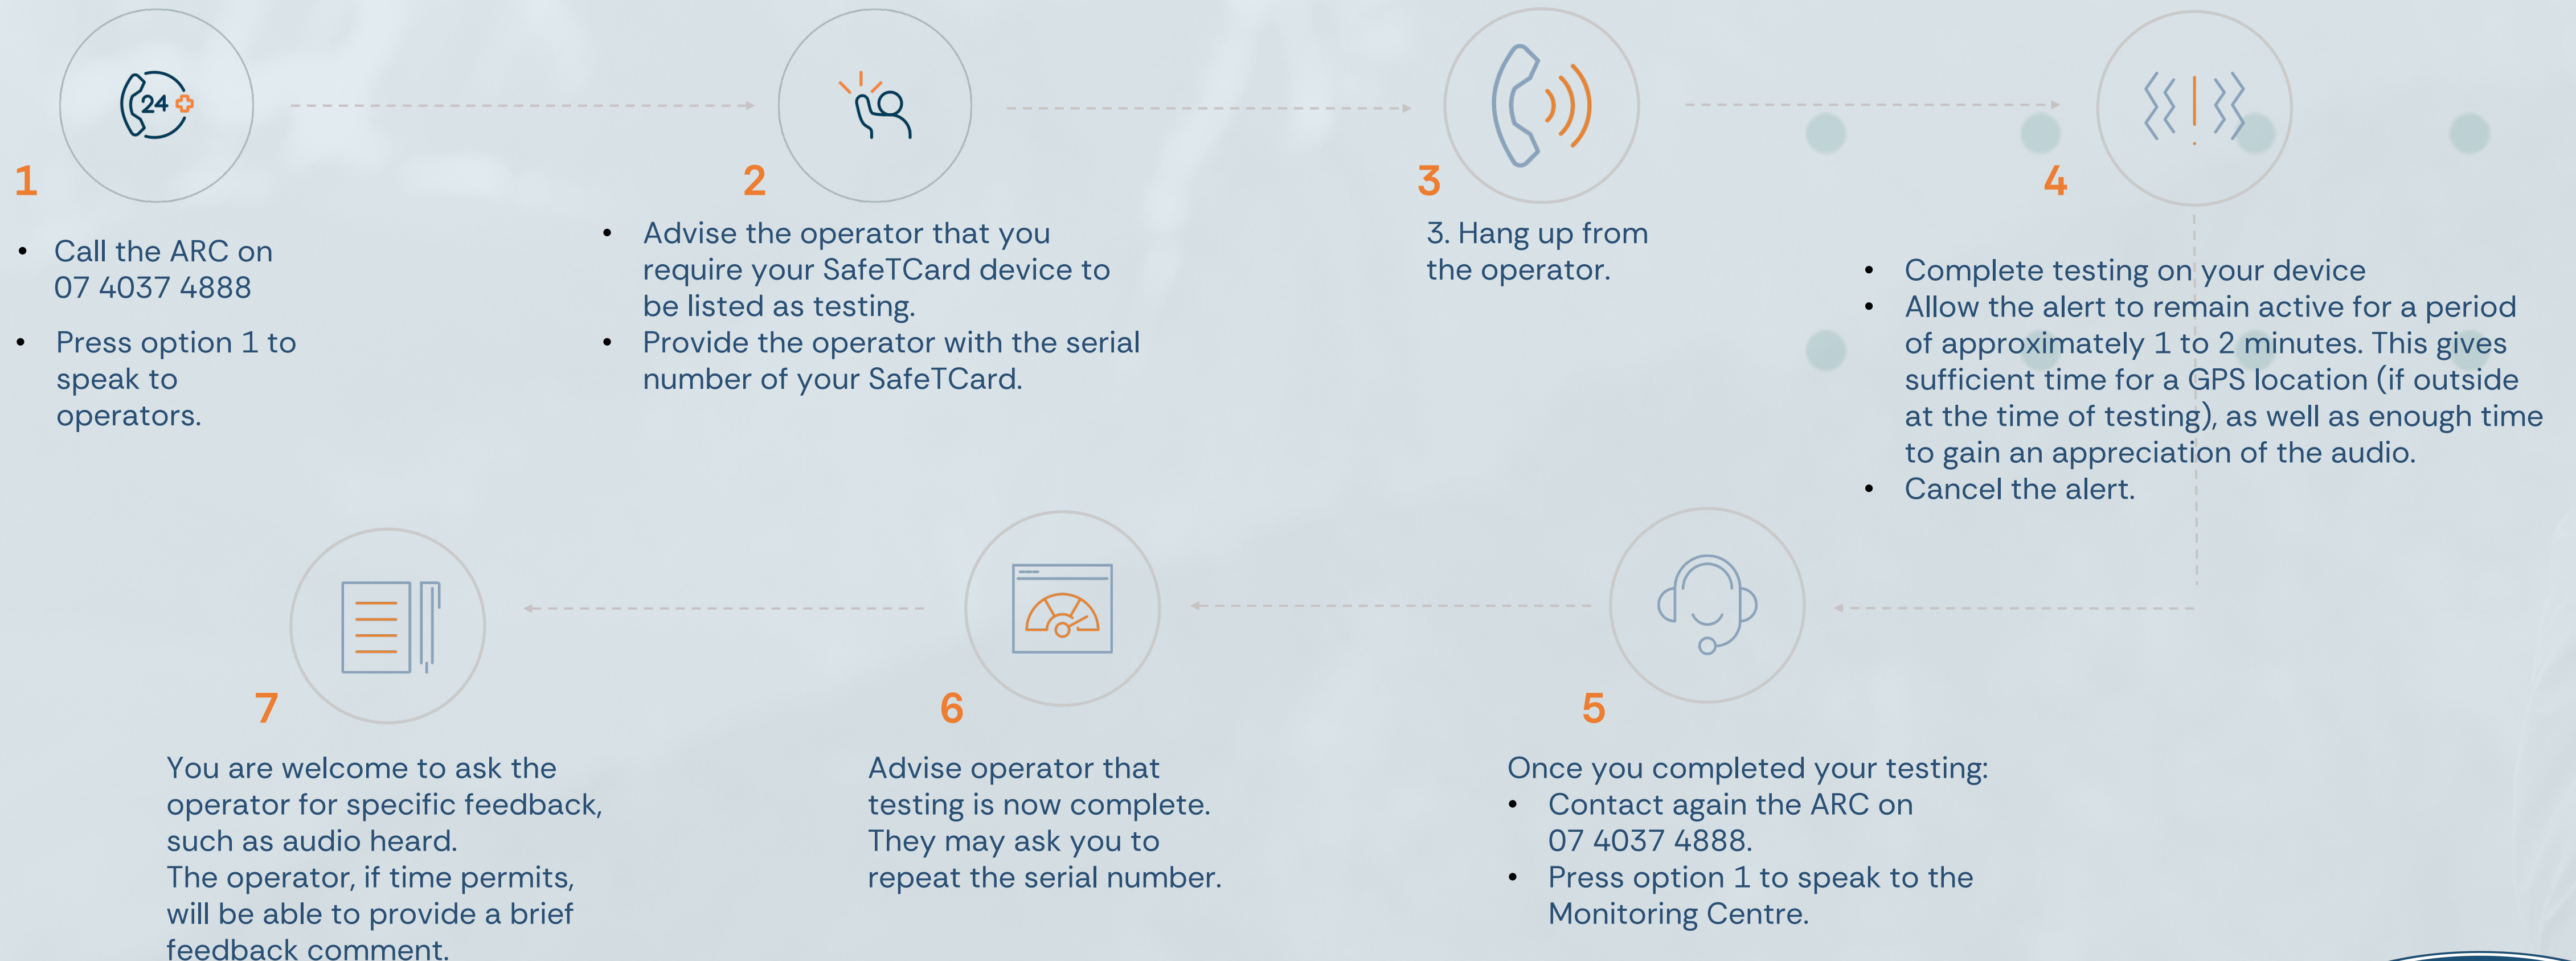 24
1
• Call the ARC on
07 4037 4888
• Press option 1 to
speak to
operators.
2
• Advise the operator that you
require your SafeTCard device to
be listed as testing.
• Provide the operator with the serial
number of your SafeTCard.
3
3. Hang up from
the operator.
4
• Complete testing on your device
• Allow the alert to remain active for a period
of approximately 1 to 2 minutes. This gives
sufficient time for a GPS location (if outside
at the time of testing), as well as enough time
to gain an appreciation of the audio.
• Cancel the alert.
5
Once you completed your testing:
• Contact again the ARC on
07 4037 4888.
• Press option 1 to speak to the
Monitoring Centre.
6
Advise operator that
testing is now complete.
They may ask you to
repeat the serial number.
7
You are welcome to ask the
operator for specific feedback,
such as audio heard.
The operator, if time permits,
will be able to provide a brief
feedback comment.